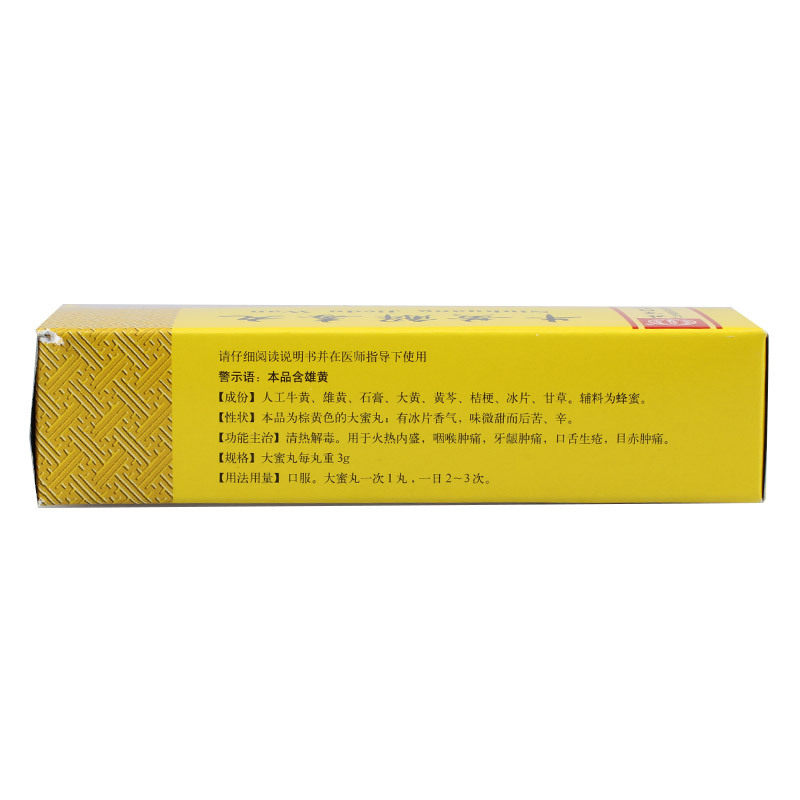 请仔细阅读说明书并在医师指导下使用
警示语：本品含雄黄
【成份】人工牛黄、雄黄、石膏、大黄、黄芩、桔梗、冰片、甘草。辅料为蜂蜜。
【性状】本品为棕黄色的大蜜丸；有冰片香气，味微甜而后苦、辛。
【功能主治】清热解毒。用于火热内盛，咽喉肿痛，牙龈肿痛，口舌生疮，目赤肿痛。
【规格】大蜜丸每丸重3g
【用法用量】口服。大蜜丸一次1丸，一日2~3次。